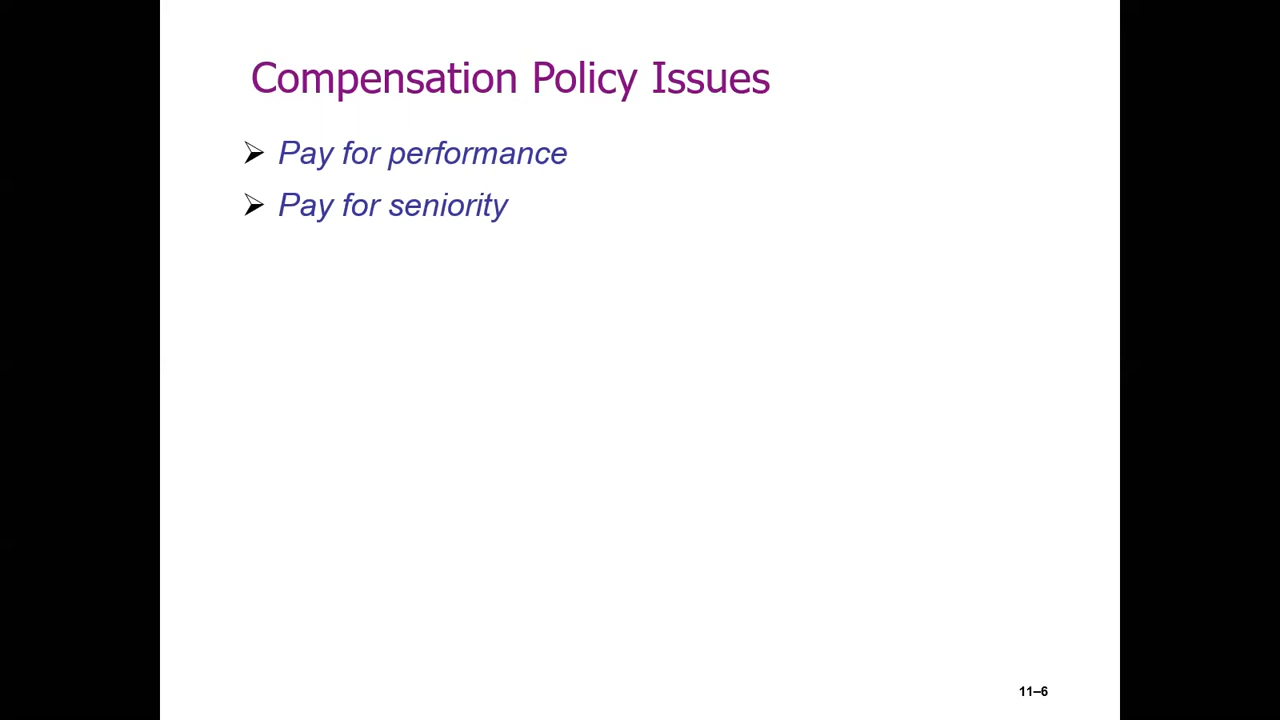 Compensation Policy Issues
Pay for performance
Pay for seniority
11–6